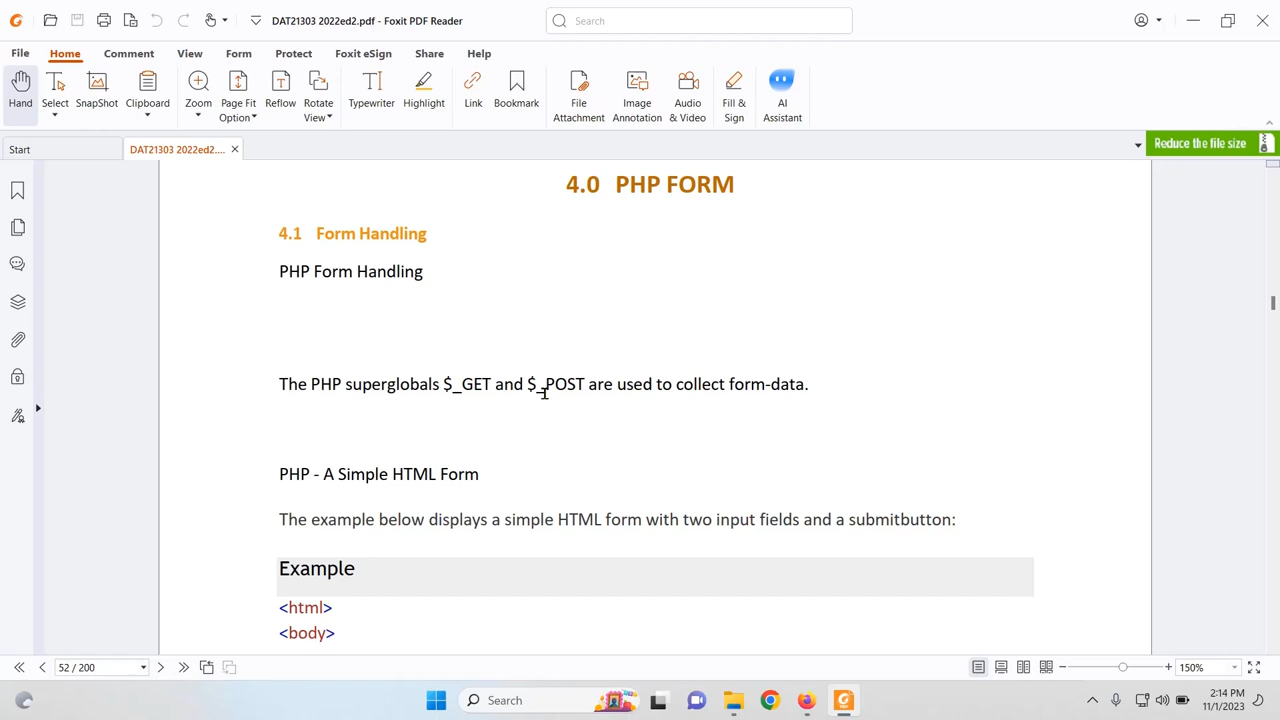 DAT21303 2022ed2.pdf - Foxit PDF Reader
Search
File Home Comment View Form Protect Foxit eSign Share Help
Hand Select SnapShot Clipboard Zoom Page Fit Option Reflow Rotate View Typewriter Highlight Link Bookmark File Attachment Image Annotation Audio & Video Fill & Sign AI Assistant
Start DAT21303 2022ed2.... Reduce the file size
4.0 PHP FORM
4.1 Form Handling
PHP Form Handling
The PHP superglobals $_GET and $_POST are used to collect form-data.
PHP - A Simple HTML Form
The example below displays a simple HTML form with two input fields and a submitbutton:
Example
<html>
<body>
52 / 200 150%
Search 2:14 PM
11/1/2023